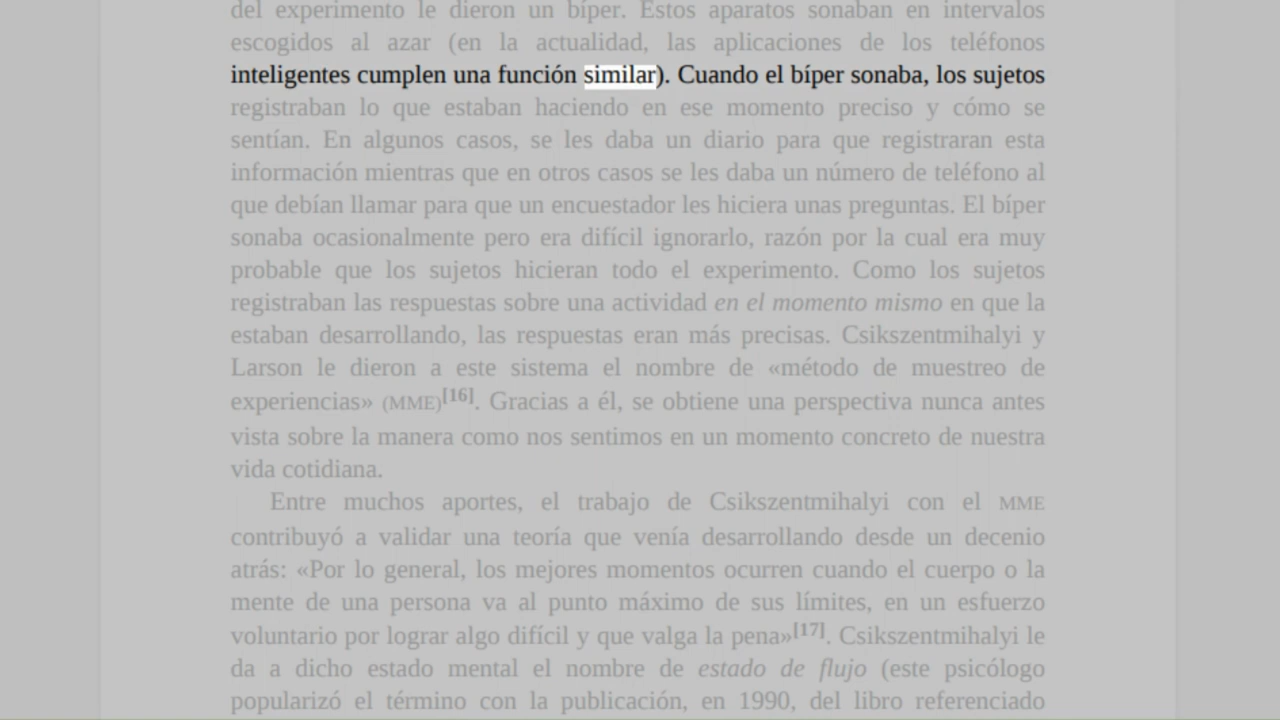 del experimento le dieron un bíper. Estos aparatos sonaban en intervalos
escogidos al azar (en la actualidad, las aplicaciones de los teléfonos
inteligentes cumplen una función similar). Cuando el bíper sonaba, los sujetos
registraban lo que estaban haciendo en ese momento preciso y cómo se
sentían. En algunos casos, se les daba un diario para que registraran esta
información mientras que en otros casos se les daba un número de teléfono al
que debían llamar para que un encuestador les hiciera unas preguntas. El bíper
sonaba ocasionalmente pero era difícil ignorarlo, razón por la cual era muy
probable que los sujetos hicieran todo el experimento. Como los sujetos
registraban las respuestas sobre una actividad en el momento mismo en que la
estaban desarrollando, las respuestas eran más precisas. Csikszentmihalyi y
Larson le dieron a este sistema el nombre de «método de muestreo de
experiencias» (MME)[16]. Gracias a él, se obtiene una perspectiva nunca antes
vista sobre la manera como nos sentimos en un momento concreto de nuestra
vida cotidiana.
Entre muchos aportes, el trabajo de Csikszentmihalyi con el MME
contribuyó a validar una teoría que venía desarrollando desde un decenio
atrás: «Por lo general, los mejores momentos ocurren cuando el cuerpo o la
mente de una persona va al punto máximo de sus límites, en un esfuerzo
voluntario por lograr algo difícil y que valga la pena»[17]. Csikszentmihalyi le
da a dicho estado mental el nombre de estado de flujo (este psicólogo
popularizó el término con la publicación, en 1990, del libro referenciado